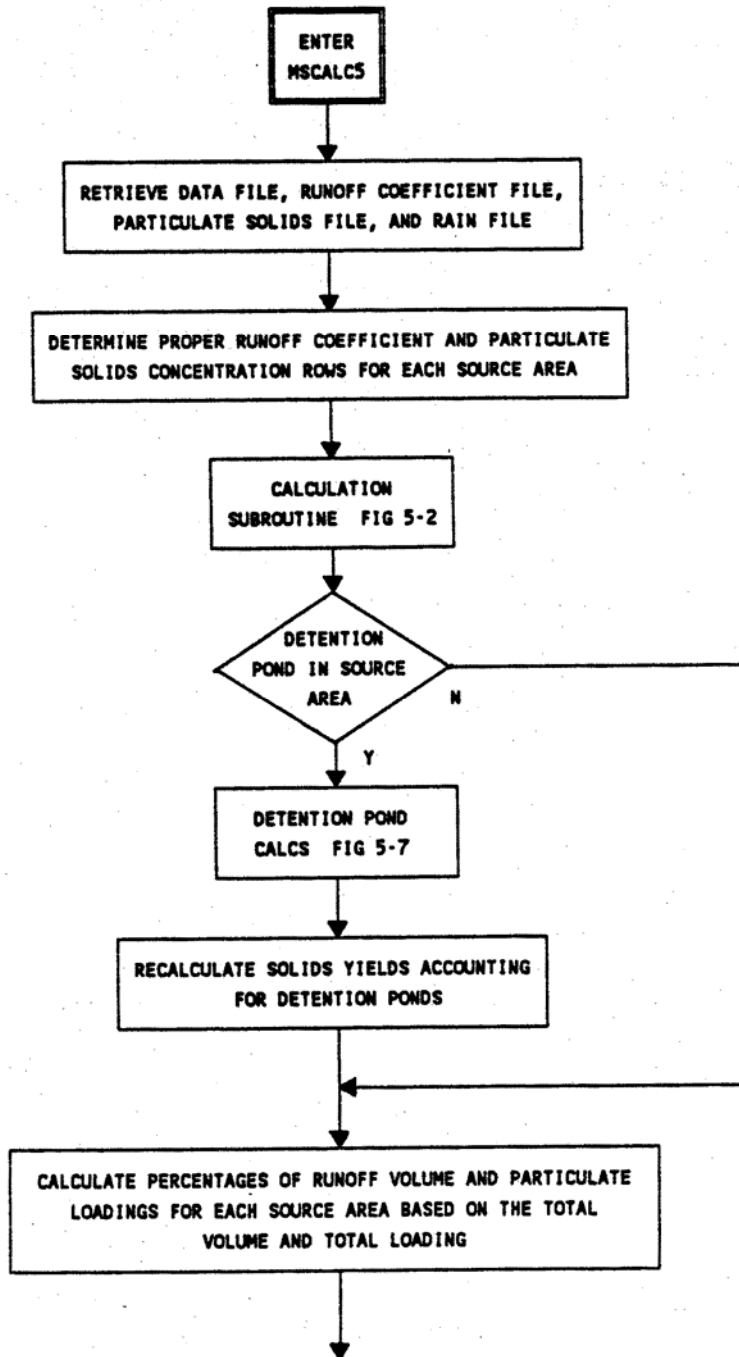 ENTER
MSCALC5
RETRIEVE DATA FILE, RUNOFF COEFFICIENT FILE,
PARTICULATE SOLIDS FILE, AND RAIN FILE
DETERMINE PROPER RUNOFF COEFFICIENT AND PARTICULATE
SOLIDS CONCENTRATION ROWS FOR EACH SOURCE AREA
CALCULATION
SUBROUTINE FIG 5-2
DETENTION
POND IN SOURCE
AREA
N
Y
DETENTION POND
CALCS FIG 5-7
RECALCULATE SOLIDS YIELDS ACCOUNTING
FOR DETENTION PONDS
CALCULATE PERCENTAGES OF RUNOFF VOLUME AND PARTICULATE
LOADINGS FOR EACH SOURCE AREA BASED ON THE TOTAL
VOLUME AND TOTAL LOADING